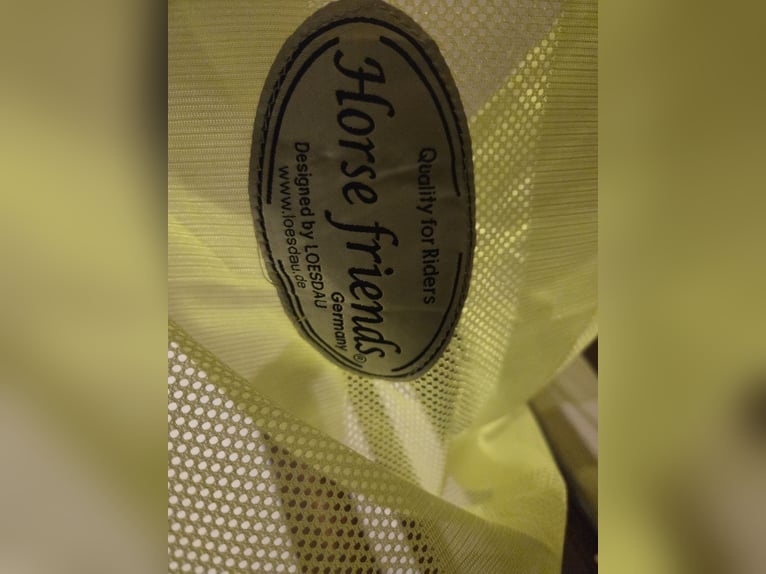 Quality for Riders
Horse friends®
Germany
Designed by LOESDAU
www.loesdau.de